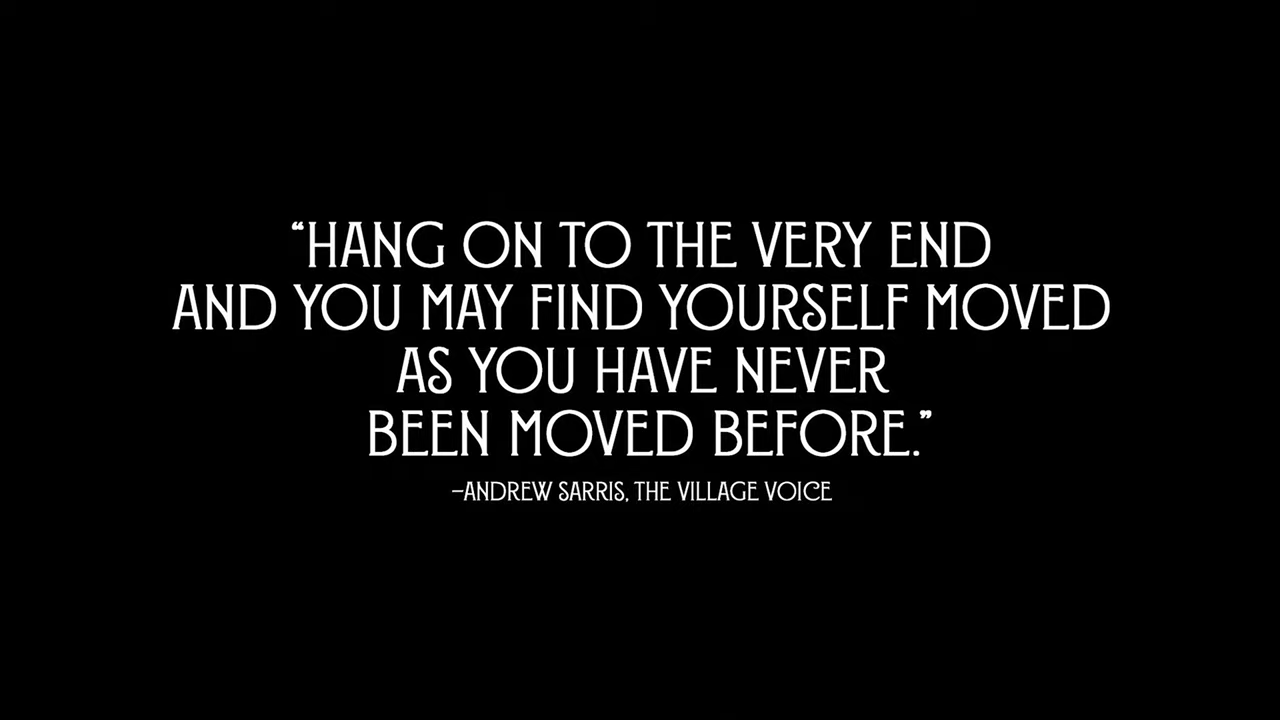 “HANG ON TO THE VERY END
AND YOU MAY FIND YOURSELF MOVED
AS YOU HAVE NEVER
BEEN MOVED BEFORE.”
–ANDREW SARRIS, THE VILLAGE VOICE